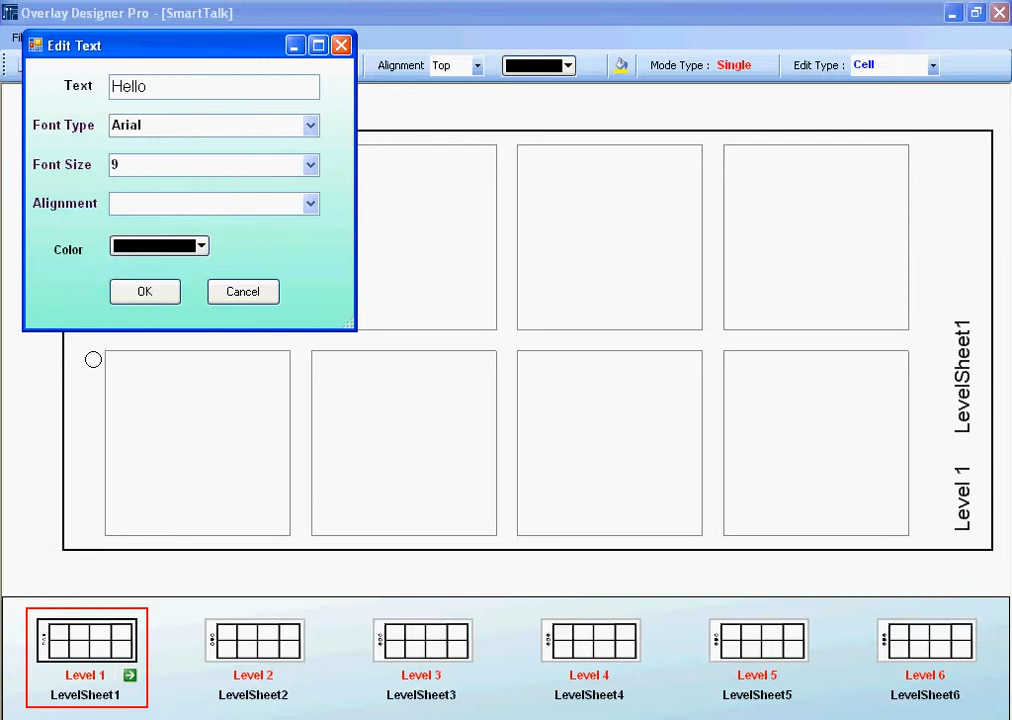 Overlay Designer Pro - [SmartTalk]
Edit Text
Alignment Top Mode Type : Single Edit Type : Cell
Text Hello
Font Type Arial
Font Size 9
Alignment
Color
OK Cancel
Level 1 LevelSheet1
Level 1 Level 2 Level 3 Level 4 Level 5 Level 6
LevelSheet1 LevelSheet2 LevelSheet3 LevelSheet4 LevelSheet5 LevelSheet6